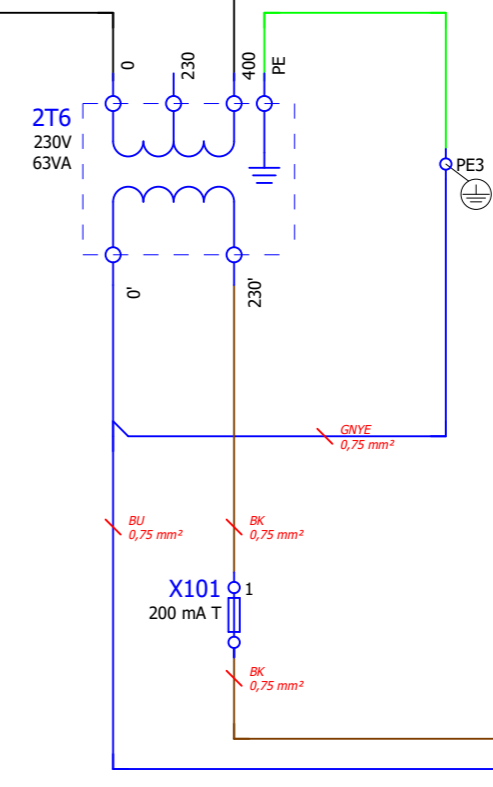 0
230
400
PE
2T6
230V
63VA
PE3
0'
230'
GNYE
0,75 mm²
BU
0,75 mm²
BK
0,75 mm²
X101
1
200 mA T
BK
0,75 mm²